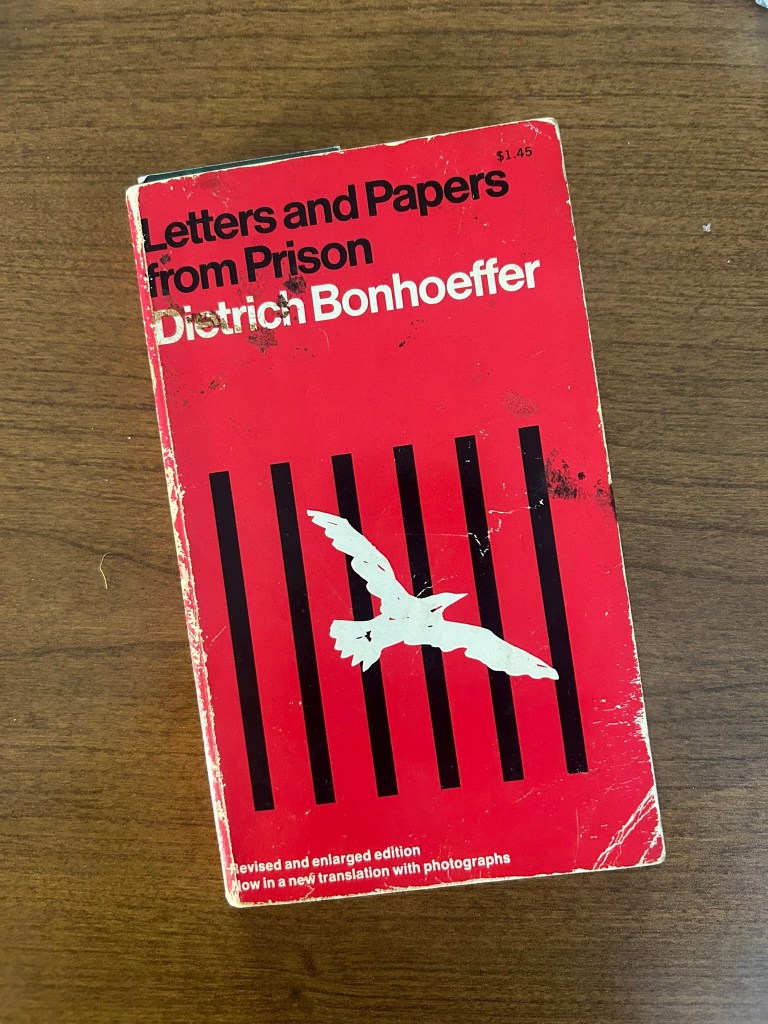 $1.45
Letters and Papers
from Prison
Dietrich Bonhoeffer
Revised and enlarged edition
Now in a new translation with photographs